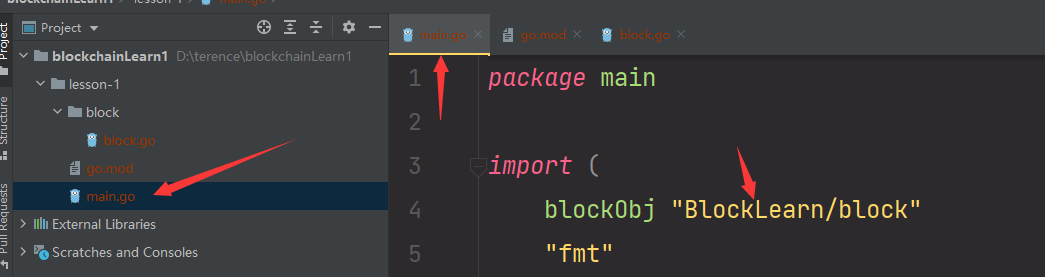 blockchainLearn1 lesson-1 main.go
Project
Structure
Pull Requests
Project
blockchainLearn1 D:\terence\blockchainLearn1
lesson-1
block
block.go
go.mod
main.go
External Libraries
Scratches and Consoles
main.go go.mod block.go
1 package main
2
3 import (
4 blockObj "BlockLearn/block"
5 "fmt"